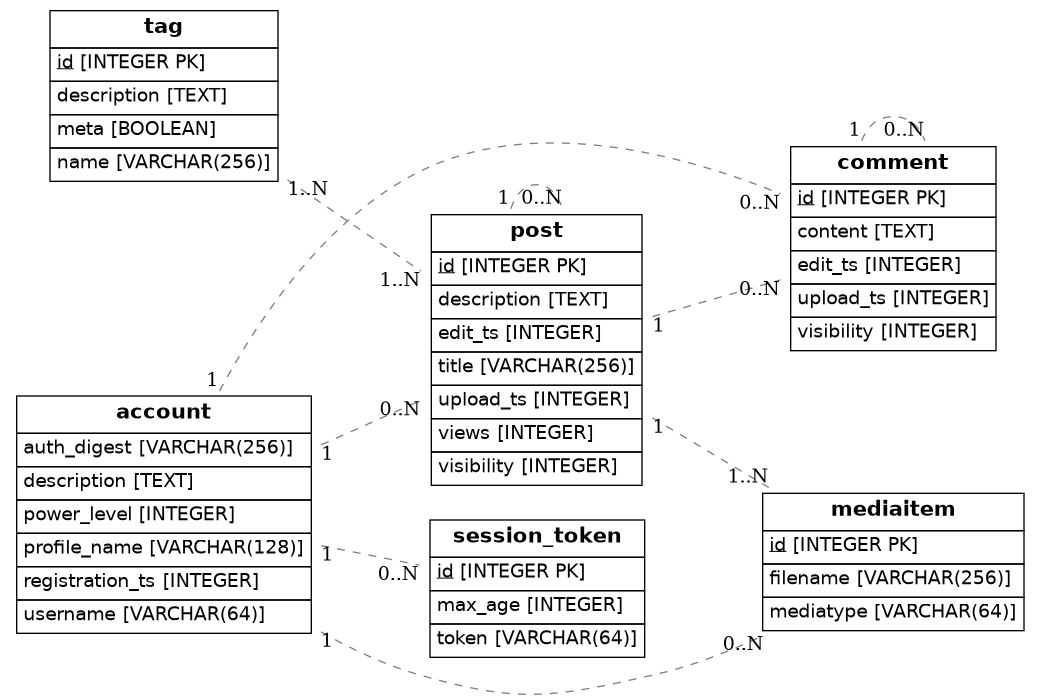 tag
id [INTEGER PK]
description [TEXT]
meta [BOOLEAN]
name [VARCHAR(256)]
1..N
1..N
1 0..N
post
id [INTEGER PK]
description [TEXT]
edit_ts [INTEGER]
title [VARCHAR(256)]
upload_ts [INTEGER]
views [INTEGER]
visibility [INTEGER]
1 0..N
comment
id [INTEGER PK]
content [TEXT]
edit_ts [INTEGER]
upload_ts [INTEGER]
visibility [INTEGER]
0..N
0..N
1
1
0..N
1
account
auth_digest [VARCHAR(256)]
description [TEXT]
power_level [INTEGER]
profile_name [VARCHAR(128)]
registration_ts [INTEGER]
username [VARCHAR(64)]
1
1
0..N
session_token
id [INTEGER PK]
max_age [INTEGER]
token [VARCHAR(64)]
1
1..N
mediaitem
id [INTEGER PK]
filename [VARCHAR(256)]
mediatype [VARCHAR(64)]
0..N